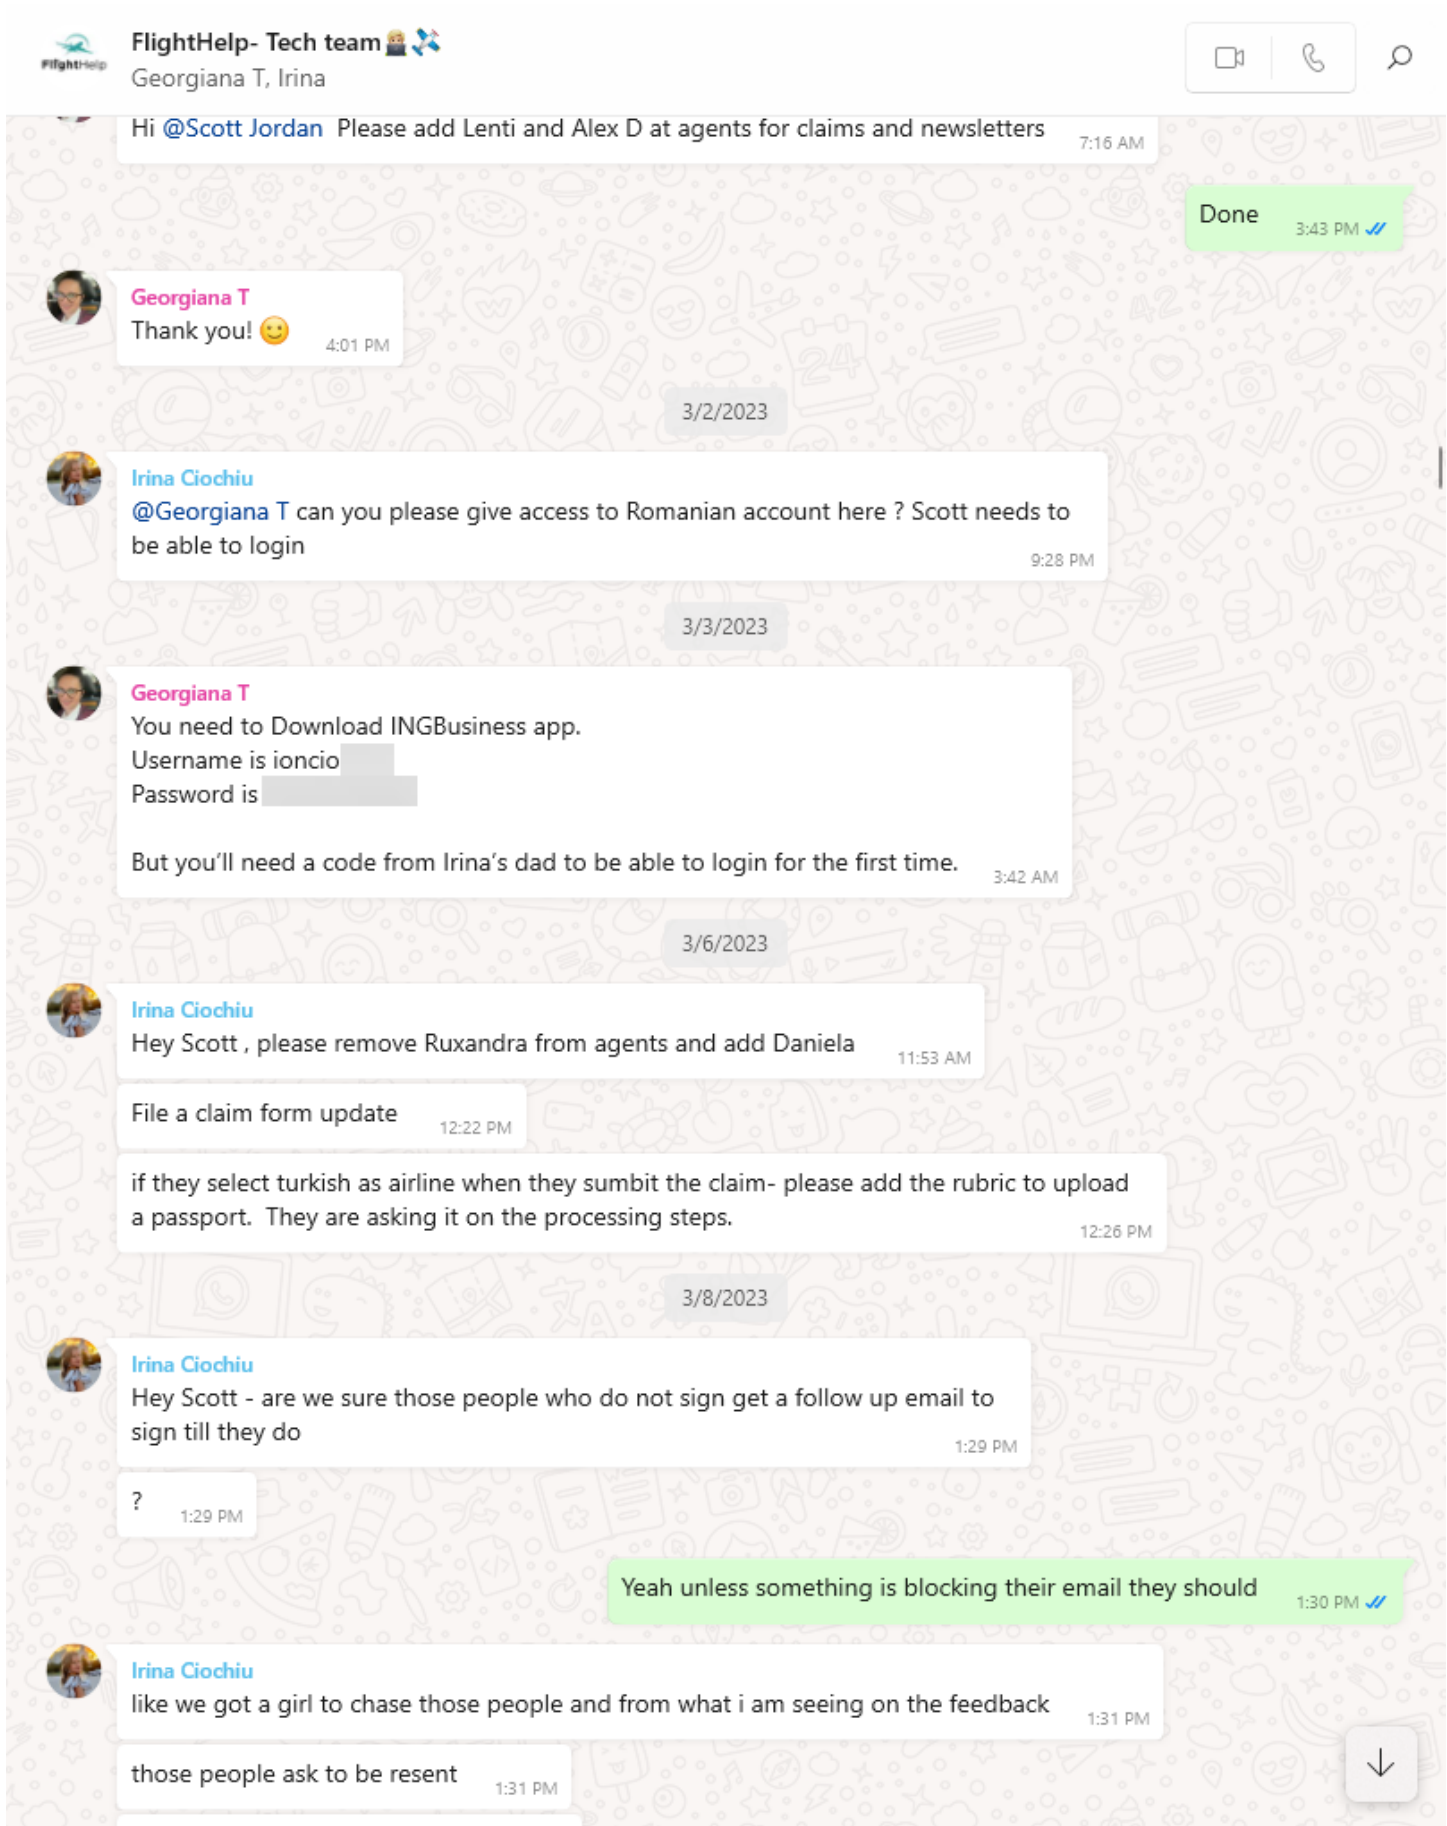 FlightHelp- Tech team
Georgiana T, Irina
FlightHelp
Hi @Scott Jordan Please add Lenti and Alex D at agents for claims and newsletters
7:16 AM
Done
3:43 PM
Georgiana T
Thank you! 🙂
4:01 PM
3/2/2023
Irina Ciochiu
@Georgiana T can you please give access to Romanian account here ? Scott needs to
be able to login
9:28 PM
3/3/2023
Georgiana T
You need to Download INGBusiness app.
Username is ioncio
Password is
But you’ll need a code from Irina’s dad to be able to login for the first time.
3:42 AM
3/6/2023
Irina Ciochiu
Hey Scott , please remove Ruxandra from agents and add Daniela
11:53 AM
File a claim form update
12:22 PM
if they select turkish as airline when they sumbit the claim- please add the rubric to upload
a passport. They are asking it on the processing steps.
12:26 PM
3/8/2023
Irina Ciochiu
Hey Scott - are we sure those people who do not sign get a follow up email to
sign till they do
1:29 PM
?
1:29 PM
Yeah unless something is blocking their email they should
1:30 PM
Irina Ciochiu
like we got a girl to chase those people and from what i am seeing on the feedback
1:31 PM
those people ask to be resent
1:31 PM